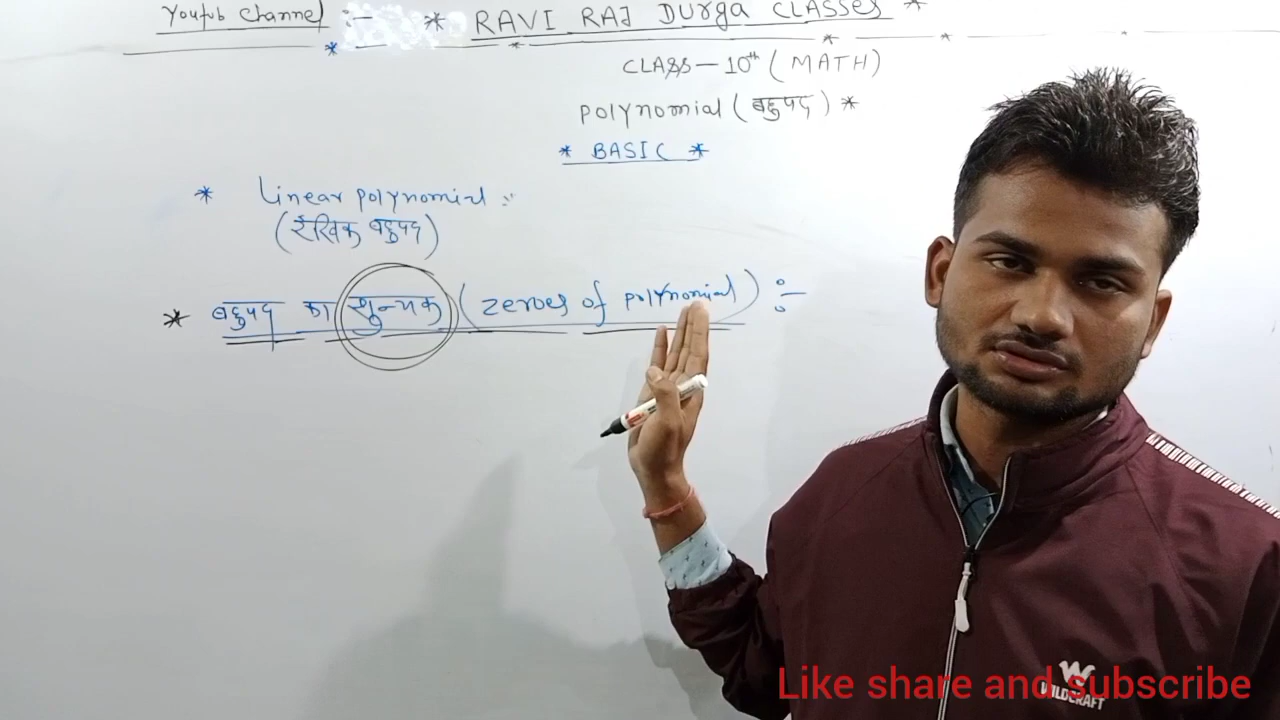 Youtub Channel :- * RAVI RAJ DURGA CLASSES *
CLASS - 10th (MATH)
POLYNOMIAL (बहुपद) *
* BASIC *
* Linear polynomial :-
(रैखिक बहुपद)
* बहुपद का शुन्यक (zeroes of polynomial) :-
WILDCRAFT
Like share and subscribe